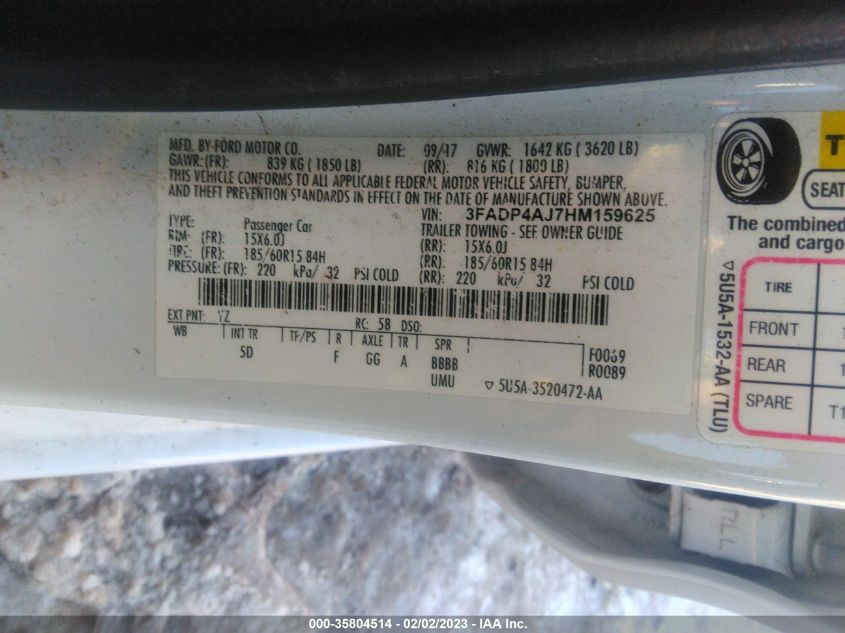 MFD. BY-FORD MOTOR CO. DATE: 09/17 GVWR: 1642 KG ( 3620 LB)
GAWR:(FR): 839 KG ( 1850 LB) (RR): 816 KG ( 1800 LB)
THIS VEHICLE CONFORMS TO ALL APPLICABLE FEDERAL MOTOR VEHICLE SAFETY, BUMPER,
AND THEFT PREVENTION STANDARDS IN EFFECT ON THE DATE OF MANUFACTURE SHOWN ABOVE.
VIN: 3FADP4AJ7HM159625
TYPE: Passenger Car TRAILER TOWING - SEE OWNER GUIDE
RIM: (FR): 15X6.0J (RR): 15X6.0J
TIRE: (FR): 185/60R15 84H (RR): 185/60R15 84H
PRESSURE:(FR): 220 kPa/ 32 PSI COLD (RR): 220 kPa/ 32 PSI COLD
EXT PNT: YZ RC: 58 DSO:
WB INT TR TP/PS R AXLE TR SPR F0069
5D F GG A BBBB R0089
UMU ▽ 5U5A-3520472-AA
T
SEAT
The combined
and cargo
TIRE
FRONT 1
REAR 1
SPARE T1
▽5U5A-1532-AA (TLU)
000-35804514 - 02/02/2023 - IAA Inc.